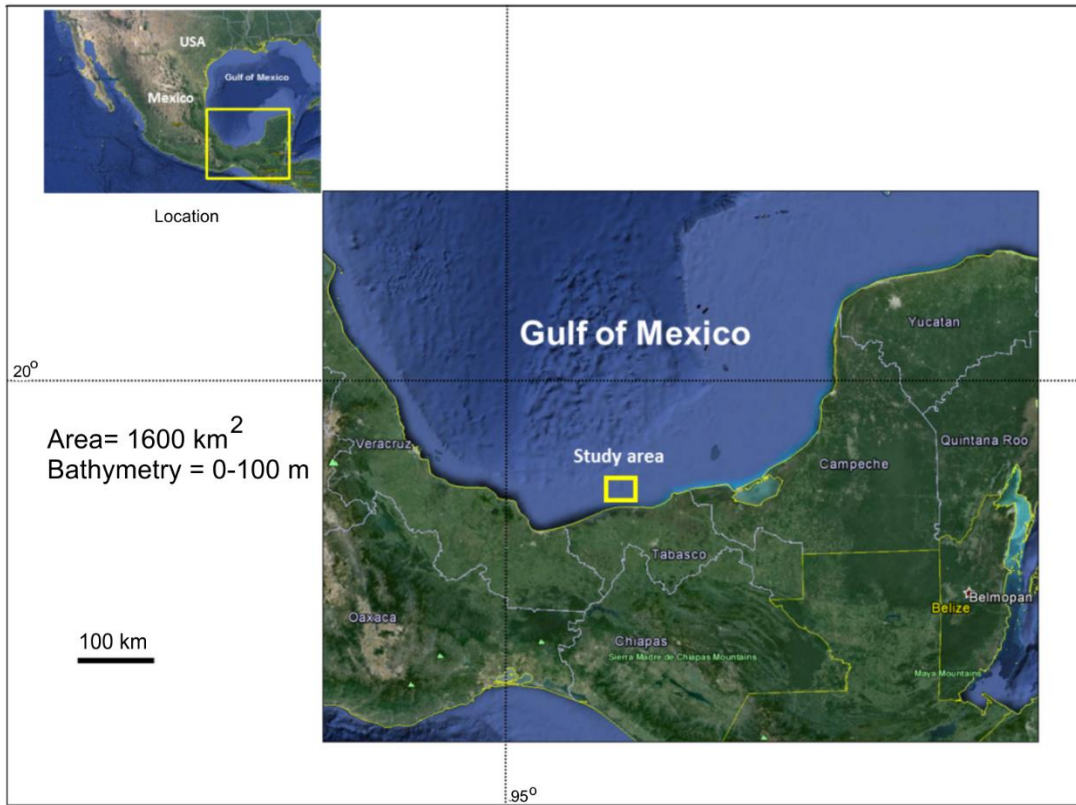 USA
Gulf of Mexico
Mexico
Location
Gulf of Mexico
Yucatan
20°
Quintana Roo
Area= 1600 km²
Bathymetry = 0-100 m
Veracruz
Study area
Campeche
Tabasco
Belmopan
Belize
Oaxaca
100 km
Chiapas
Sierra Madre de Chiapas Mountains
Maya Mountains
95°